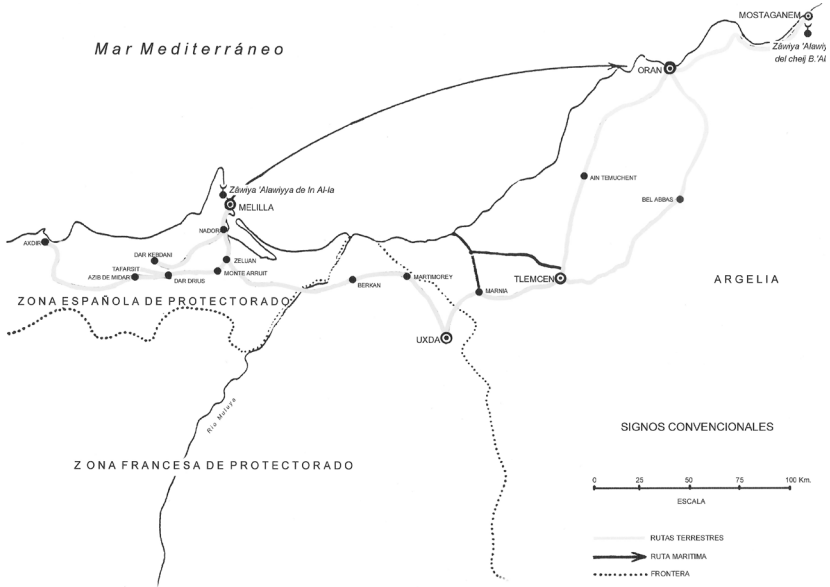 MOSTAGANEM
Mar Mediterráneo
Zâwiya 'Alawiy
del cheij B.'Al
ORAN
AIN TEMUCHENT
Zâwiya 'Alawiyya de In Al-la
MELILLA
BEL ABBAS
NADOR
AXDIR
DAR KEBDANI
ZELUAN
TAFARSIT
MONTE ARRUIT
AZIB DE MIDAR
DAR DRIUS
MARTIMOREY
TLEMCEN
ARGELIA
BERKAN
MARNIA
ZONA ESPAÑOLA DE PROTECTORADO
UXDA
Río Muluya
SIGNOS CONVENCIONALES
ZONA FRANCESA DE PROTECTORADO
0 25 50 75 100 Km.
ESCALA
RUTAS TERRESTRES
RUTA MARITIMA
FRONTERA